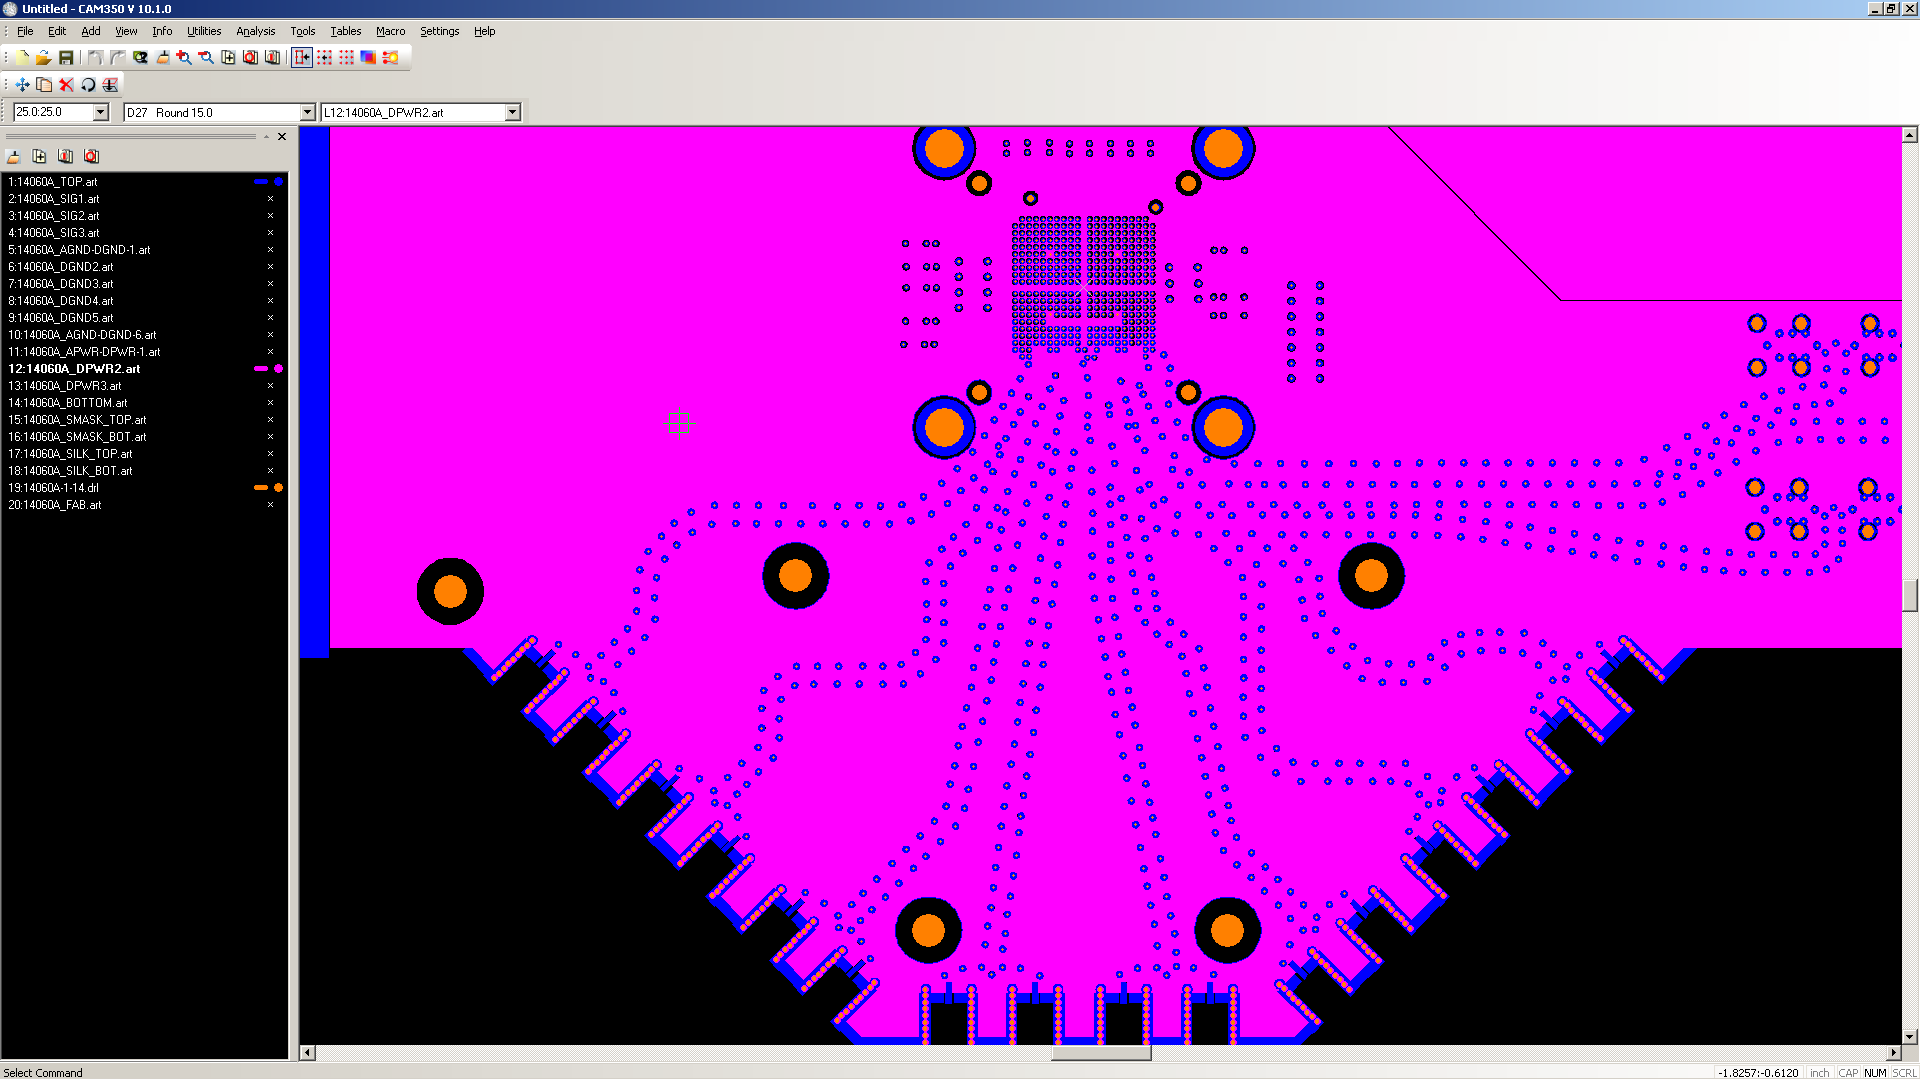 Untitled - CAM350 V 10.1.0
File Edit Add View Info Utilities Analysis Tools Tables Macro Settings Help
25.0:25.0 D27 Round 15.0 L12:14060A_DPWR2.art
1:14060A_TOP.art
2:14060A_SIG1.art
3:14060A_SIG2.art
4:14060A_SIG3.art
5:14060A_AGND-DGND-1.art
6:14060A_DGND2.art
7:14060A_DGND3.art
8:14060A_DGND4.art
9:14060A_DGND5.art
10:14060A_AGND-DGND-6.art
11:14060A_APWR-DPWR-1.art
12:14060A_DPWR2.art
13:14060A_DPWR3.art
14:14060A_BOTTOM.art
15:14060A_SMASK_TOP.art
16:14060A_SMASK_BOT.art
17:14060A_SILK_TOP.art
18:14060A_SILK_BOT.art
19:14060A-1-14.drl
20:14060A_FAB.art
Select Command -1.8257:-0.6120 inch CAP NUM SCRL